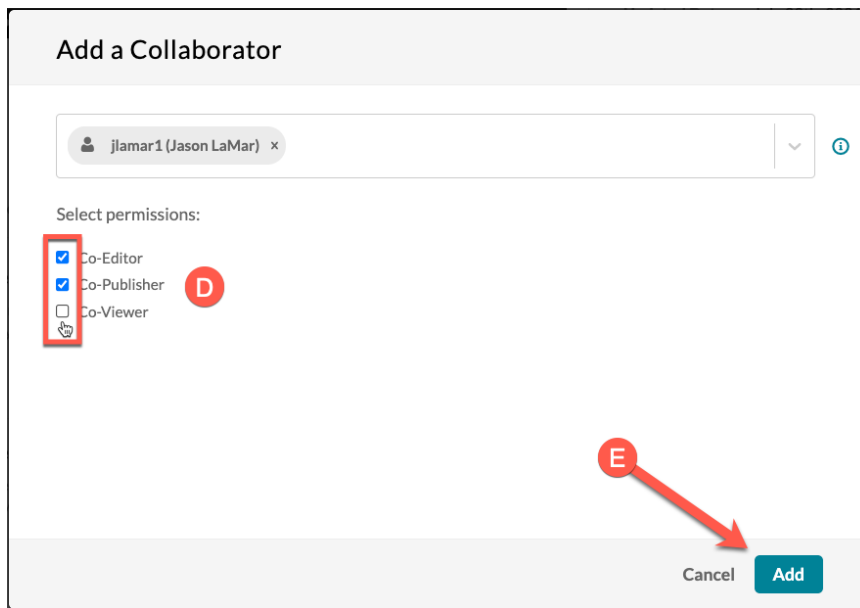 Add a Collaborator
jlamar1 (Jason LaMar) x
Select permissions:
Co-Editor
Co-Publisher
D
Co-Viewer
E
Cancel
Add